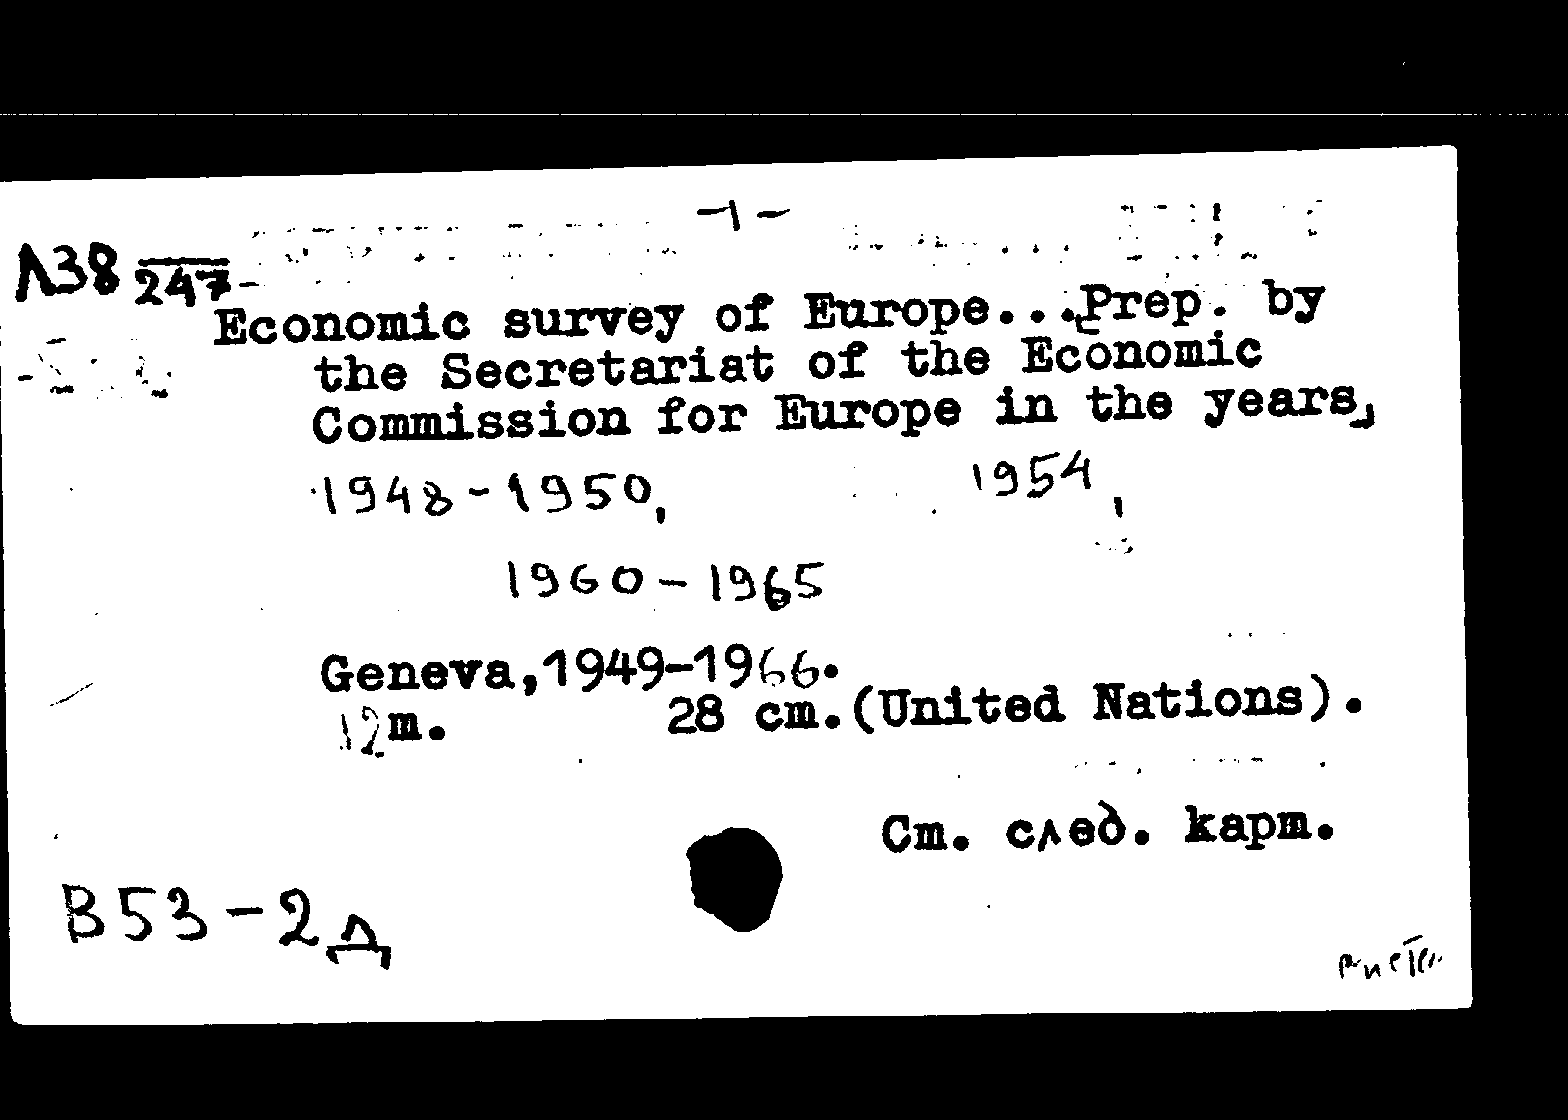 -1-
Л38 247
Economic survey of Europe...Prep. by
the Secretariat of the Economic
Commission for Europe in the years,
1948-1950, 1954,
1960-1965
Geneva,1949-1966.
12m. 28 cm.(United Nations).
См. след. карт.
В53-2д